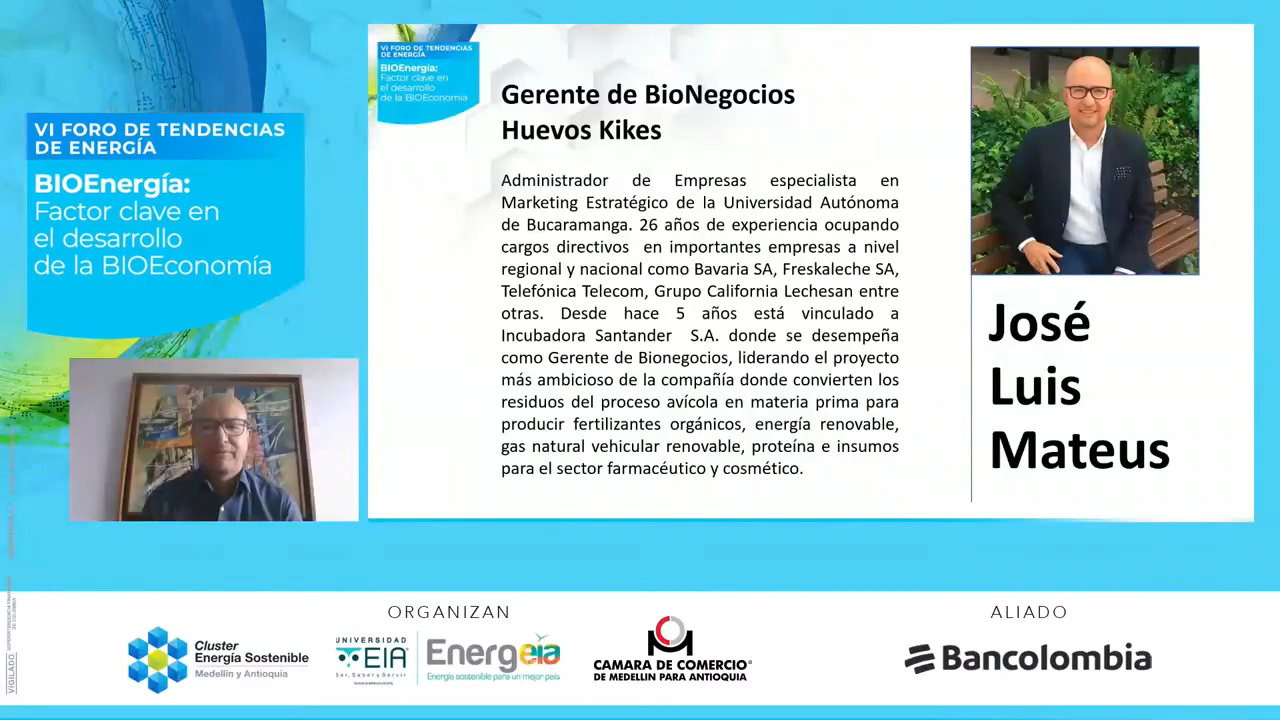 VI FORO DE TENDENCIAS
DE ENERGÍA
BIOEnergía:
Factor clave en
el desarrollo
de la BIOEconomía
VI FORO DE TENDENCIAS
DE ENERGÍA
BIOEnergía:
Factor clave en
el desarrollo
de la BIOEconomía
Gerente de BioNegocios
Huevos Kikes
Administrador de Empresas especialista en
Marketing Estratégico de la Universidad Autónoma
de Bucaramanga. 26 años de experiencia ocupando
cargos directivos en importantes empresas a nivel
regional y nacional como Bavaria SA, Freskaleche SA,
Telefónica Telecom, Grupo California Lechesan entre
otras. Desde hace 5 años está vinculado a
Incubadora Santander S.A. donde se desempeña
como Gerente de Bionegocios, liderando el proyecto
más ambicioso de la compañía donde convierten los
residuos del proceso avícola en materia prima para
producir fertilizantes orgánicos, energía renovable,
gas natural vehicular renovable, proteína e insumos
para el sector farmacéutico y cosmético.
José
Luis
Mateus
ORGANIZAN
ALIADO
Cluster
Energía Sostenible
Medellín y Antioquia
UNIVERSIDAD
EIA
Ser, Saber y Servir
Energeia
Energía sostenible para un mejor país
CAMARA DE COMERCIO
DE MEDELLIN PARA ANTIOQUIA
Bancolombia
VIGILADO
SUPERINTENDENCIA FINANCIERA
DE COLOMBIA